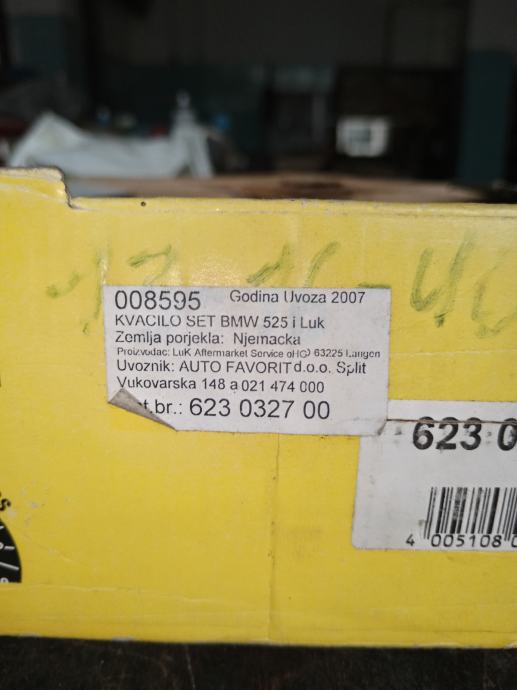 008595 Godina Uvoza 2007
KVACILO SET BMW 525 i Luk
Zemlja porjekla: Njemacka
Proizvodac: LuK Aftermarket Service oHG 63225 Langen
Uvoznik: AUTO FAVORIT d.o.o. Split
Vukovarska 148 a 021 474 000
t.br.: 623 0327 00
623 0
4 005108 0